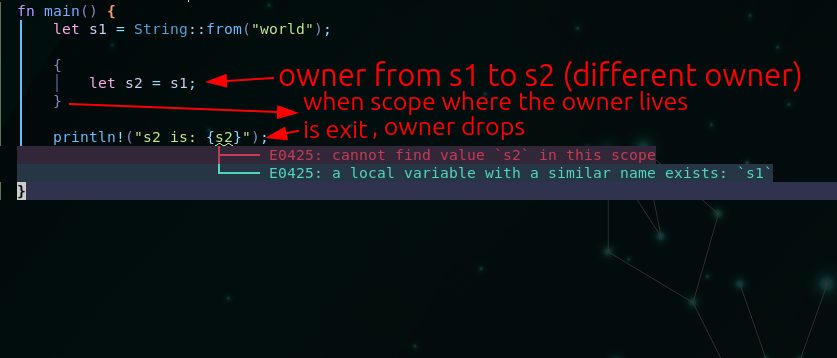 fn main() {
let s1 = String::from("world");
{
let s2 = s1;
owner from s1 to s2 (different owner)
}
when scope where the owner lives
is exit, owner drops
println!("s2 is: {s2}");
E0425: cannot find value `s2` in this scope
E0425: a local variable with a similar name exists: `s1`
}